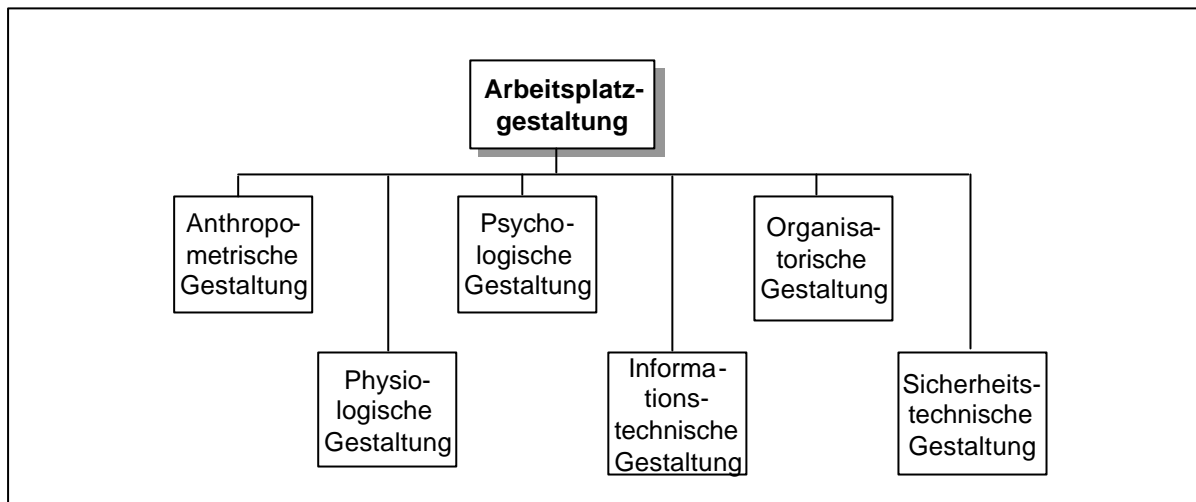 Arbeitsplatz-
gestaltung
Anthropo-
metrische
Gestaltung
Psycho-
logische
Gestaltung
Organisa-
torische
Gestaltung
Physio-
logische
Gestaltung
Informa-
tions-
technische
Gestaltung
Sicherheits-
technische
Gestaltung